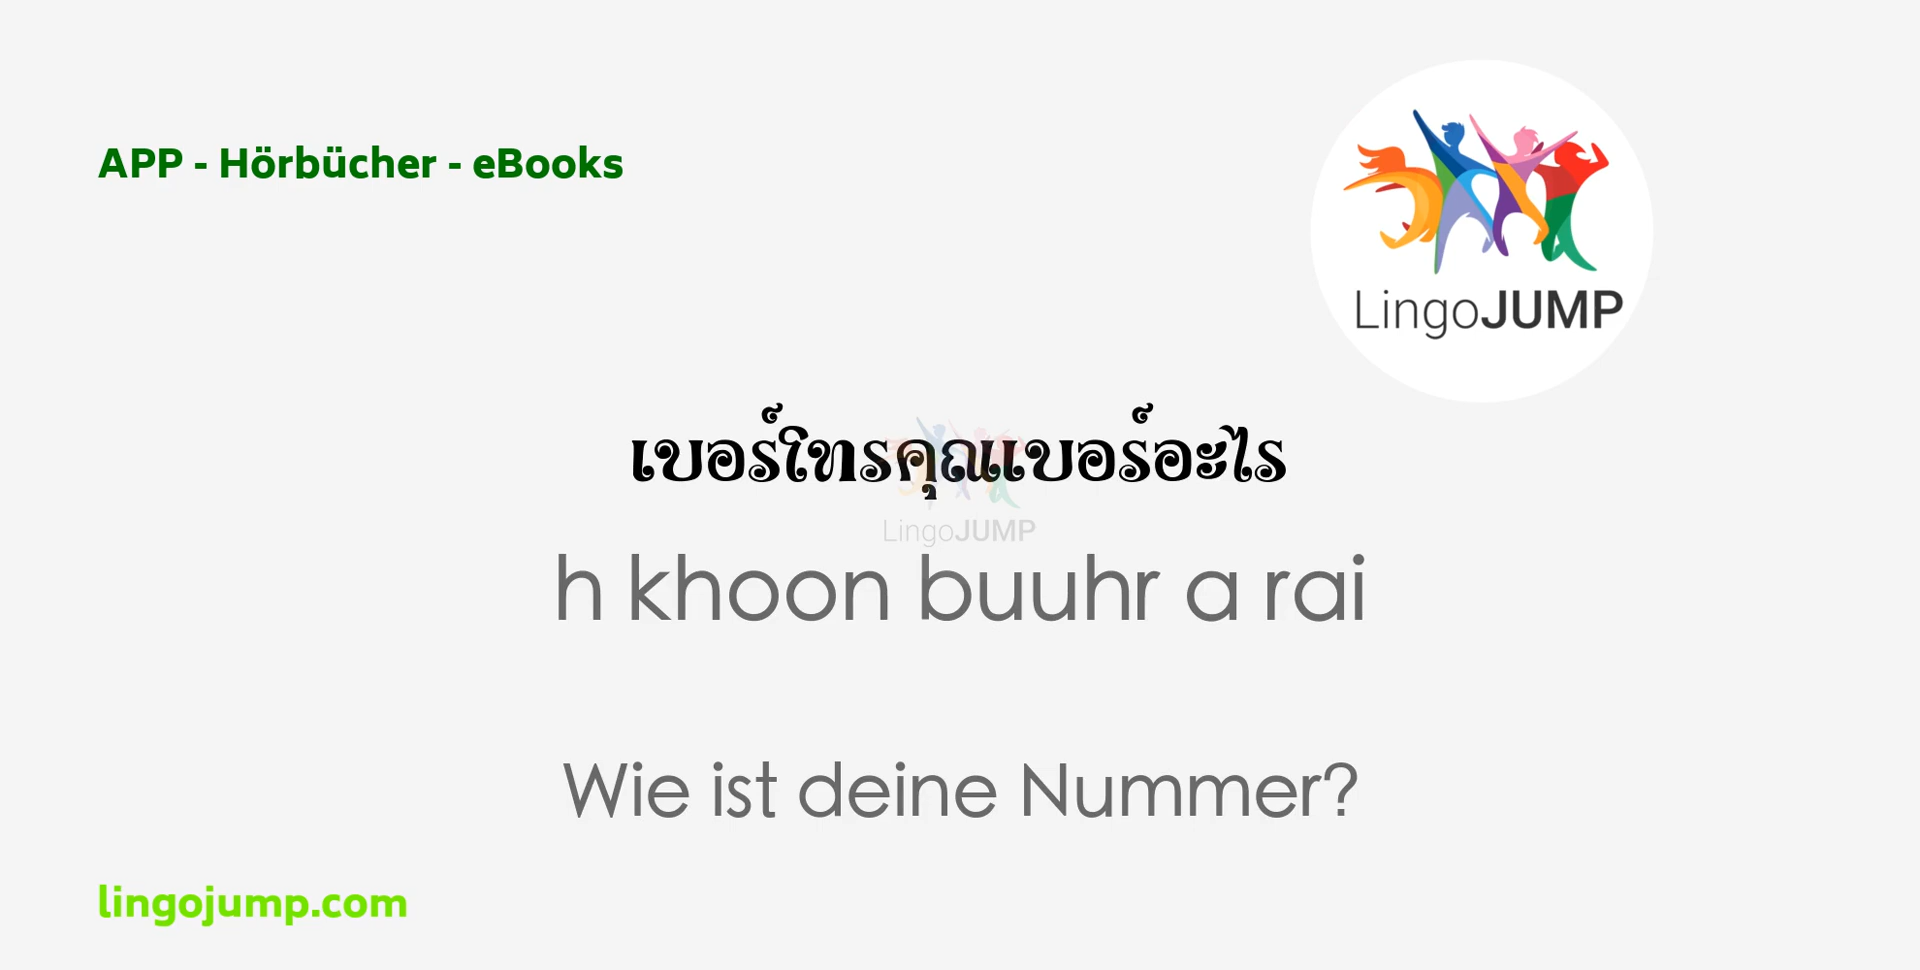 APP - Hörbücher - eBooks
LingoJUMP
เบอร์โทรคุณเบอร์อะไร
LingoJUMP
h khoon buuhr a rai
Wie ist deine Nummer?
lingojump.com